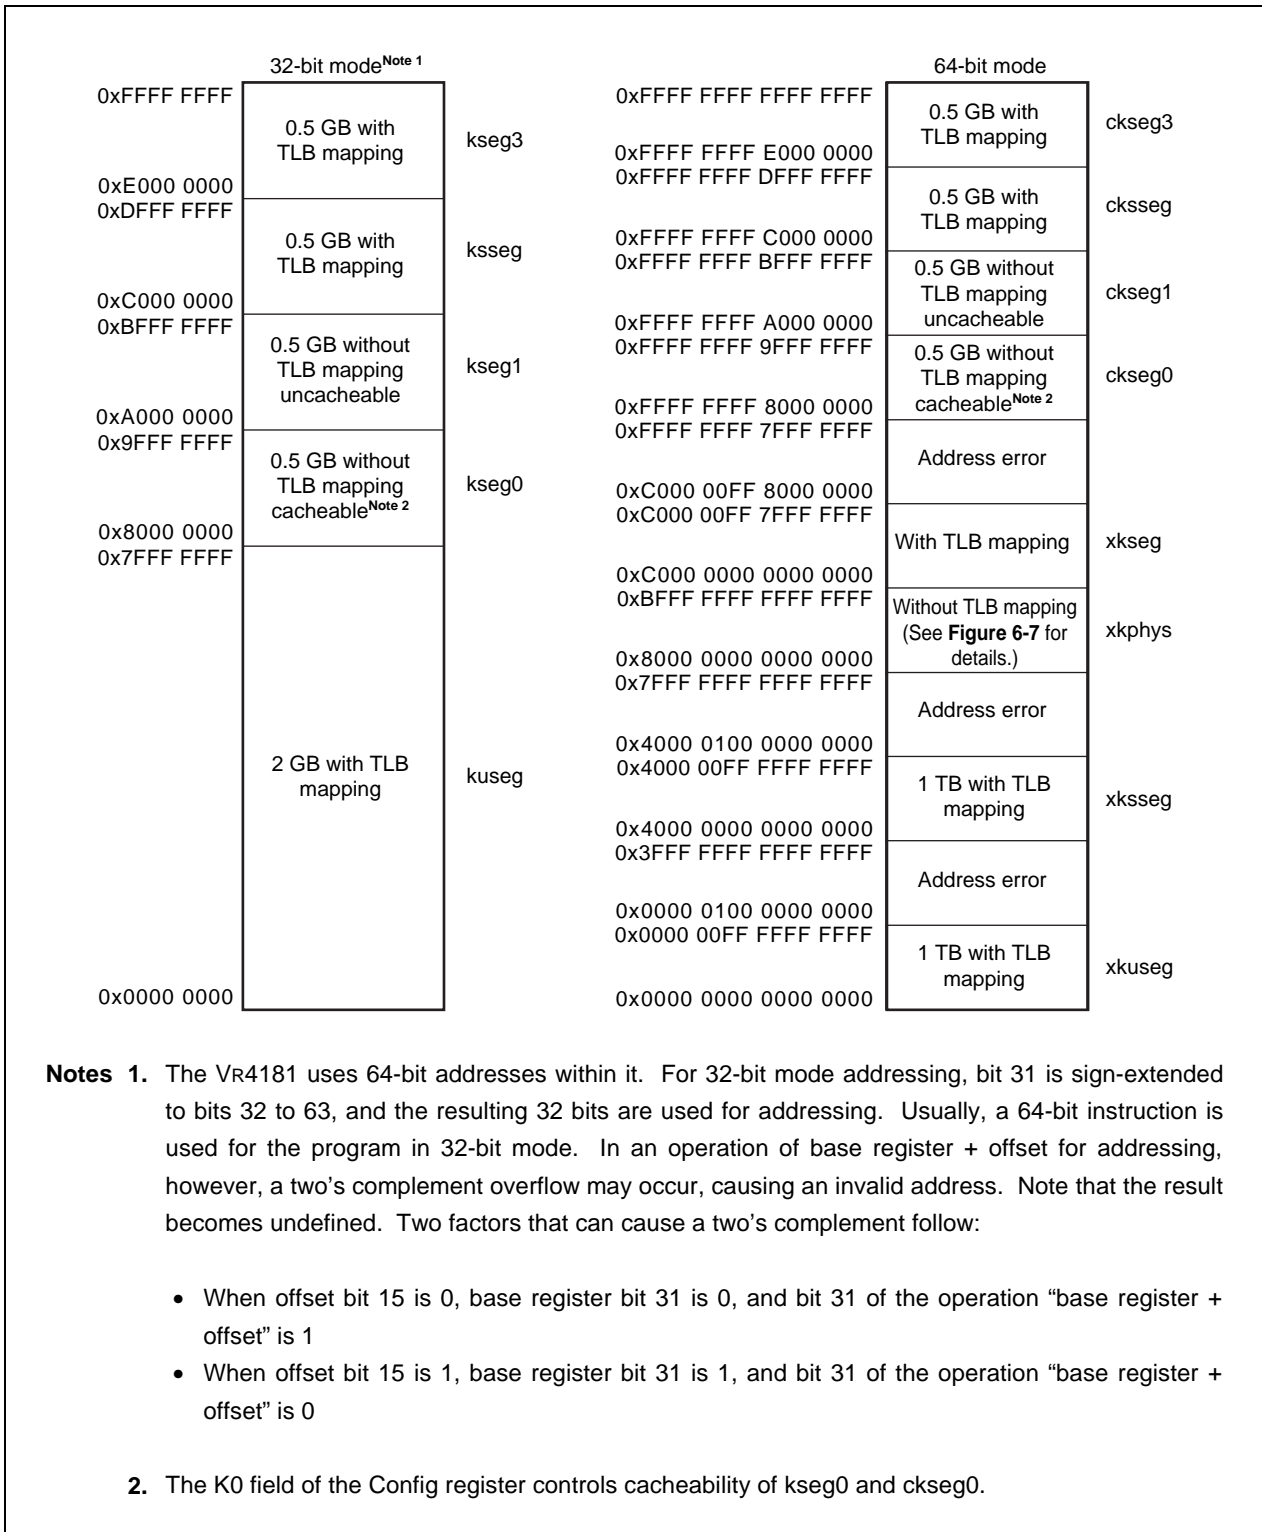 32-bit mode Note 1
0xFFFF FFFF
0.5 GB with
TLB mapping
kseg3
0xE000 0000
0xDFFF FFFF
0.5 GB with
TLB mapping
ksseg
0xC000 0000
0xBFFF FFFF
0.5 GB without
TLB mapping
uncacheable
kseg1
0xA000 0000
0x9FFF FFFF
0.5 GB without
TLB mapping
cacheable Note 2
kseg0
0x8000 0000
0x7FFF FFFF
2 GB with TLB
mapping
kuseg
0x0000 0000
64-bit mode
0xFFFF FFFF FFFF FFFF
0.5 GB with
TLB mapping
ckseg3
0xFFFF FFFF E000 0000
0xFFFF FFFF DFFF FFFF
0.5 GB with
TLB mapping
cksseg
0xFFFF FFFF C000 0000
0xFFFF FFFF BFFF FFFF
0.5 GB without
TLB mapping
uncacheable
ckseg1
0xFFFF FFFF A000 0000
0xFFFF FFFF 9FFF FFFF
0.5 GB without
TLB mapping
cacheable Note 2
ckseg0
0xFFFF FFFF 8000 0000
0xFFFF FFFF 7FFF FFFF
Address error
0xC000 00FF 8000 0000
0xC000 00FF 7FFF FFFF
With TLB mapping
xkseg
0xC000 0000 0000 0000
0xBFFF FFFF FFFF FFFF
Without TLB mapping
(See Figure 6-7 for
details.)
xkphys
0x8000 0000 0000 0000
0x7FFF FFFF FFFF FFFF
Address error
0x4000 0100 0000 0000
0x4000 00FF FFFF FFFF
1 TB with TLB
mapping
xksseg
0x4000 0000 0000 0000
0x3FFF FFFF FFFF FFFF
Address error
0x0000 0100 0000 0000
0x0000 00FF FFFF FFFF
1 TB with TLB
mapping
xkuseg
0x0000 0000 0000 0000
Notes 1. The VR4181 uses 64-bit addresses within it. For 32-bit mode addressing, bit 31 is sign-extended
to bits 32 to 63, and the resulting 32 bits are used for addressing. Usually, a 64-bit instruction is
used for the program in 32-bit mode. In an operation of base register + offset for addressing,
however, a two's complement overflow may occur, causing an invalid address. Note that the result
becomes undefined. Two factors that can cause a two's complement follow:
• When offset bit 15 is 0, base register bit 31 is 0, and bit 31 of the operation “base register +
offset” is 1
• When offset bit 15 is 1, base register bit 31 is 1, and bit 31 of the operation “base register +
offset” is 0
2. The K0 field of the Config register controls cacheability of kseg0 and ckseg0.